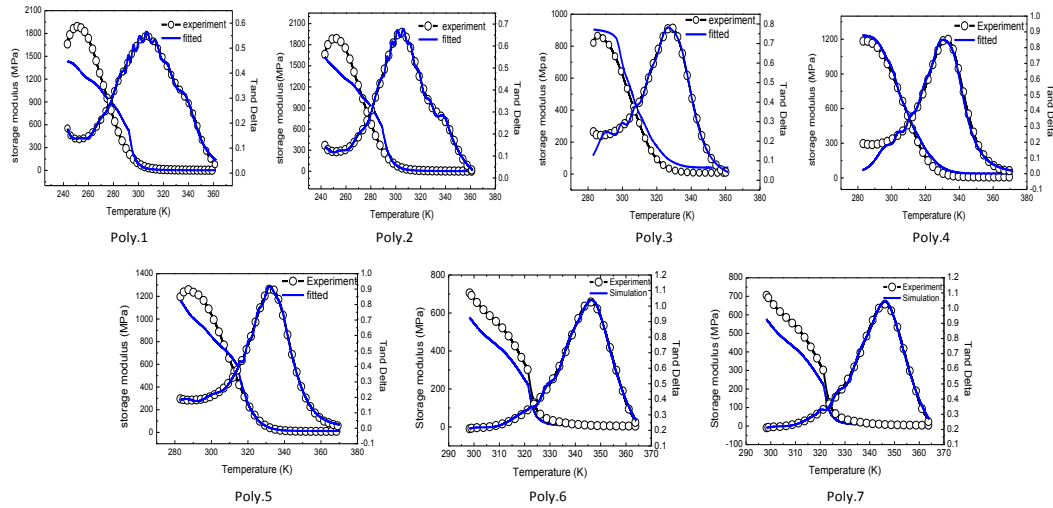 experiment
fitted
storage modulus (MPa)
2100
1800
1500
1200
900
600
300
0
240 260 280 300 320 340 360
Temperature (K)
0.6
0.5
0.4
0.3
0.2
0.1
0.0
Tand Delta
Poly.1
experiment
fitted
storage modulus (MPa)
2100
1800
1500
1200
900
600
300
0
240 260 280 300 320 340 360
Temperature (K)
0.7
0.6
0.5
0.4
0.3
0.2
0.1
0.0
Tand Delta
Poly.2
experiment
fitted
storage modulus (Mpa)
1000
800
600
400
200
0
280 300 320 340 360
Temperature (K)
0.8
0.7
0.6
0.5
0.4
0.3
0.2
0.1
0.0
Tand Delta
Poly.3
Experiment
fitted
storage modulus (MPa)
1200
900
600
300
0
280 300 320 340 360
Temperature (K)
1.0
0.9
0.8
0.7
0.6
0.5
0.4
0.3
0.2
0.1
0.0
-0.1
Tand Delta
Poly.4
Experiment
fitted
storage modulus (MPa)
1400
1200
1000
800
600
400
200
0
280 300 320 340 360
Temperature (K)
1.0
0.9
0.8
0.7
0.6
0.5
0.4
0.3
0.2
0.1
0.0
-0.1
Tand Delta
Poly.5
Experiment
Simulation
storage modulus (MPa)
800
600
400
200
0
300 310 320 330 340 350 360 370
Temperature (K)
1.2
1.1
1.0
0.9
0.8
0.7
0.6
0.5
0.4
0.3
0.2
0.1
Tand Delta
Poly.6
Experiment
Simulation
Storage modulus (MPa)
800
700
600
500
400
300
200
100
0
-100
300 310 320 330 340 350 360 370
Temperature (K)
1.2
1.1
1.0
0.9
0.8
0.7
0.6
0.5
0.4
0.3
0.2
0.1
Tand Delta
Poly.7